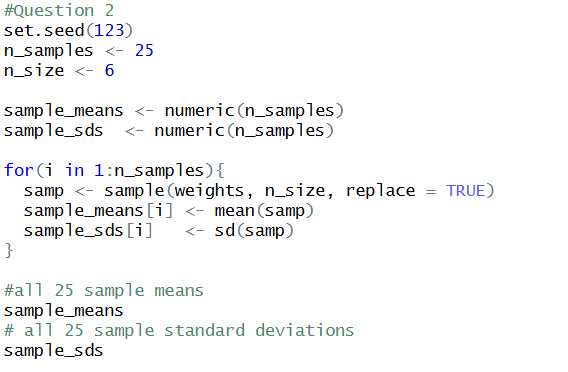 #Question 2
set.seed(123)
n_samples <- 25
n_size <- 6

sample_means <- numeric(n_samples)
sample_sds  <- numeric(n_samples)

for(i in 1:n_samples){
  samp <- sample(weights, n_size, replace = TRUE)
  sample_means[i] <- mean(samp)
  sample_sds[i]   <- sd(samp)
}

#all 25 sample means
sample_means
# all 25 sample standard deviations
sample_sds